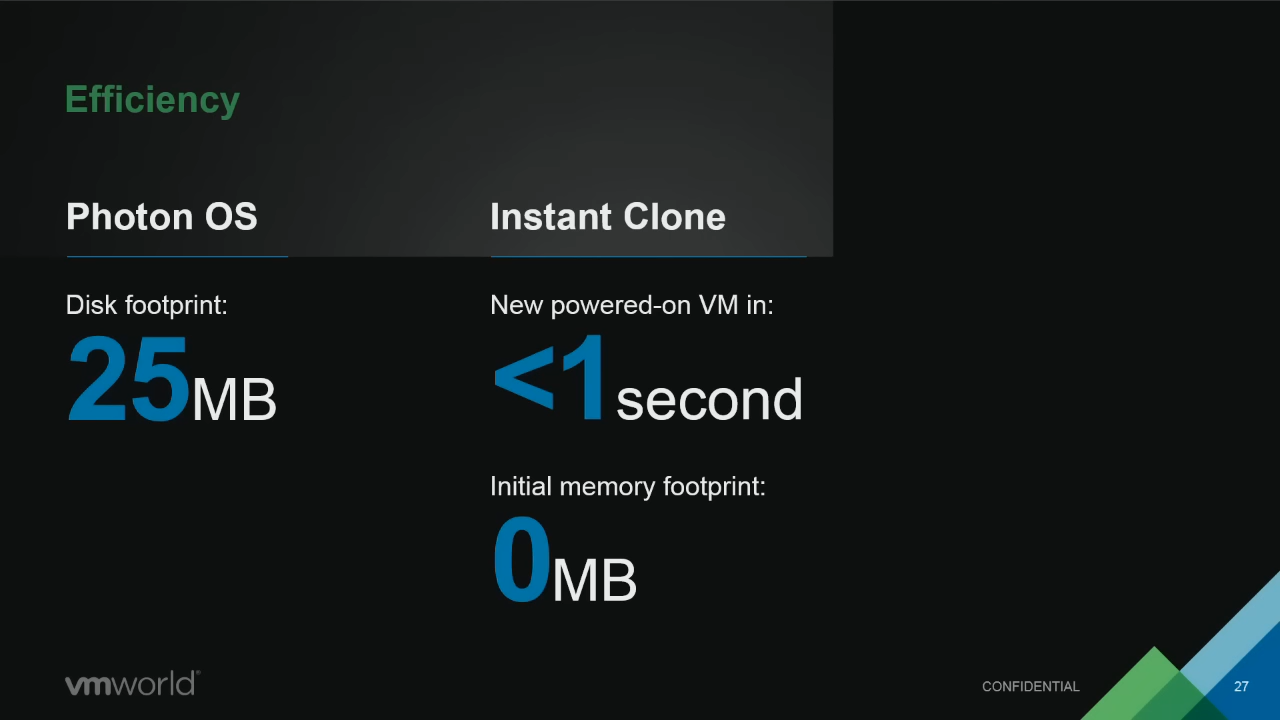 Efficiency
Photon OS
Disk footprint:
25MB
Instant Clone
New powered-on VM in:
<1second
Initial memory footprint:
0MB
vmworld®
CONFIDENTIAL
27